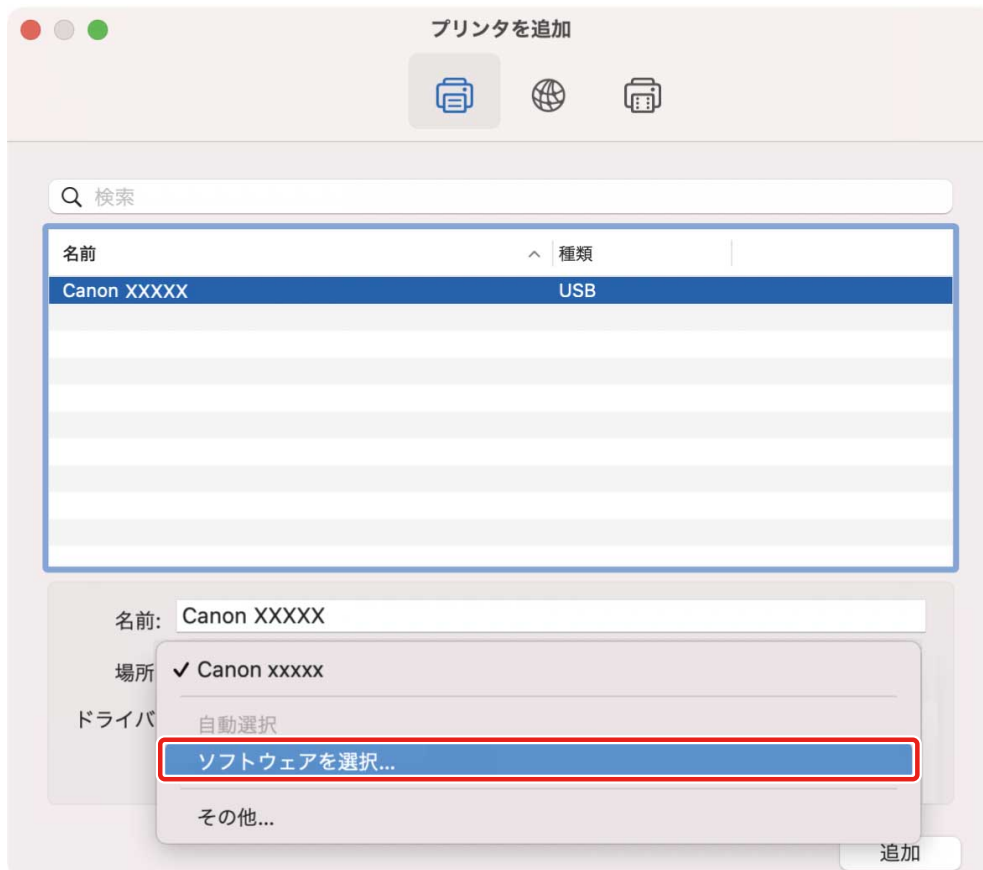 プリンタを追加
検索
名前 種類
Canon XXXXX USB
名前: Canon XXXXX
場所 ✓ Canon xxxxx
ドライバ 自動選択
ソフトウェアを選択...
その他...
追加